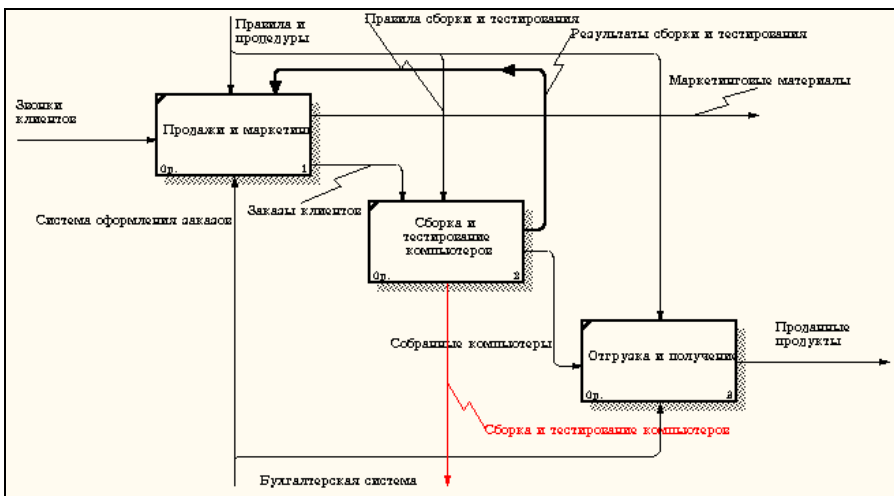 Правила и
процедуры
Правила сборки и тестирования
Результаты сборки и тестирования
Маркетинговые материалы
Звонки
клиентов
Продажи и маркетинг
0р.
1
Система оформления заказов
Заказы клиентов
Сборка и
тестирование
компьютеров
0р.
2
Собранные компьютеры
Проданные
продукты
Отгрузка и получение
0р.
3
Сборка и тестирование компьютеров
Бухгалтерская система